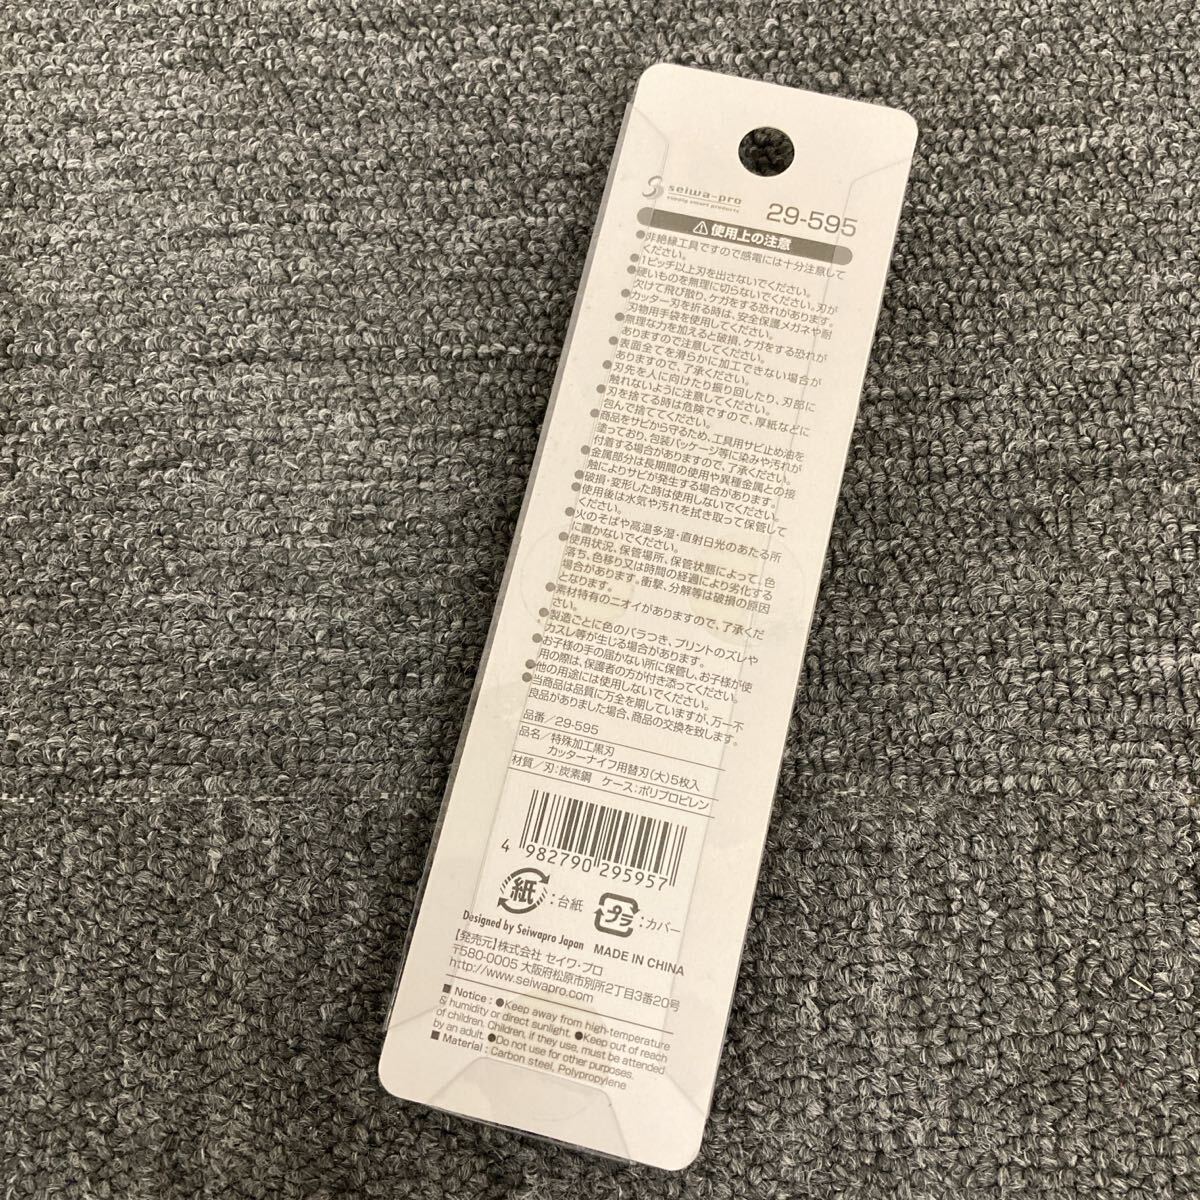 seiwa-pro
supply smart products
29-595
使用上の注意
●非絶縁工具ですので感電には十分注意して
ください。
●1ピッチ以上刃を出さないでください。
●硬いものを無理に切らないでください。刃が
欠けて飛び散り、ケガをする恐れがあります。
●カッター刃を折る時は、安全保護メガネや耐
刃物用手袋を使用してください。
●無理な力を加えると破損、ケガをする恐れが
ありますので注意してください。
●表面全てを滑らかに加工できない場合が
ありますので、了承ください。
●刃先を人に向けたり振り回したり、刃部に
触れないように注意してください。
●刃を捨てる時は危険ですので、厚紙などに
包んで捨ててください。
●商品をサビから守るため、工具用サビ止め油を
塗っており、包装パッケージ等に染みや汚れが
付着する場合がありますので、了承ください。
●金属部分は長期間の使用や異種金属との接
触によりサビが発生する場合があります。
●破損・変形した時は使用しないでください。
●使用後は水気や汚れを拭き取って保管して
ください。
●火のそばや高温多湿・直射日光のあたる所
に置かないでください。
●使用状況、保管場所、保管状態によって、色
落ち、色移り又は時間の経過により劣化する
場合があります。衝撃、分解等は破損の原因
となります。
●素材特有のニオイがありますので、了承くだ
さい。
●製造ごとに色のバラつき、プリントのズレや
カスレ等が生じる場合があります。
●お子様の手の届かない所に保管し、お子様が使
用の際は、保護者の方が付き添ってください。
●他の用途には使用しないでください。
●当商品は品質に万全を期していますが、万一不
良品がありました場合、商品の交換を致します。
品番/29-595
品名/特殊加工黒刃
カッターナイフ用替刃(大)5枚入
材質/刃:炭素鋼 ケース:ポリプロピレン
4 982790 295957
紙:台紙
プラ:カバー
Designed by Seiwapro Japan MADE IN CHINA
【発売元】株式会社 セイワ・プロ
〒580-0005 大阪府松原市別所2丁目3番20号
http://www.seiwapro.com
■ Notice : ●Keep away from high-temperature
& humidity or direct sunlight. ●Keep out of reach
of children. Children, if they use, must be attended
by an adult. ●Do not use for other purposes.
■ Material : Carbon steel, Polypropylene